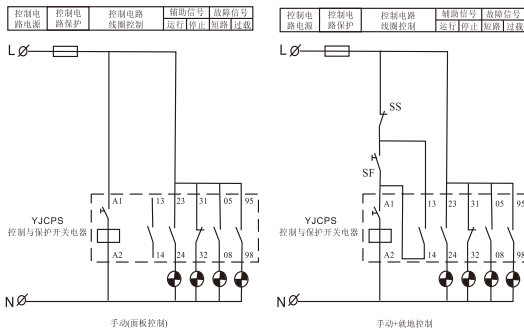 控制电路电源
控制电路保护
控制电路线圈控制
辅助信号
故障信号
运行
停止
短路
过载
L
A1
13
23
31
05
95
YJCPS
控制与保护开关电器
A2
14
24
32
08
98
N
手动(面板控制)
控制电路电源
控制电路保护
控制电路线圈控制
辅助信号
故障信号
运行
停止
短路
过载
L
SS
SF
A1
13
23
31
05
95
YJCPS
控制与保护开关电器
A2
14
24
32
08
98
N
手动+就地控制